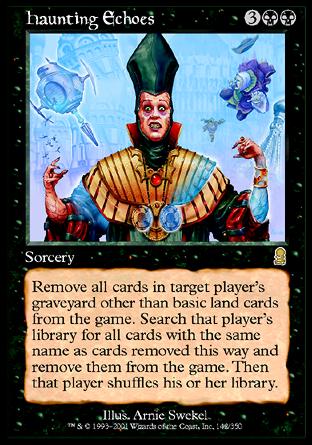 Haunting Echoes 3
Sorcery
Remove all cards in target player's
graveyard other than basic land cards
from the game. Search that player's
library for all cards with the same
name as cards removed this way and
remove them from the game. Then
that player shuffles his or her library.
Illus. Arnie Swekel
™ & © 1993–2001 Wizards of the Coast, Inc. 142/350